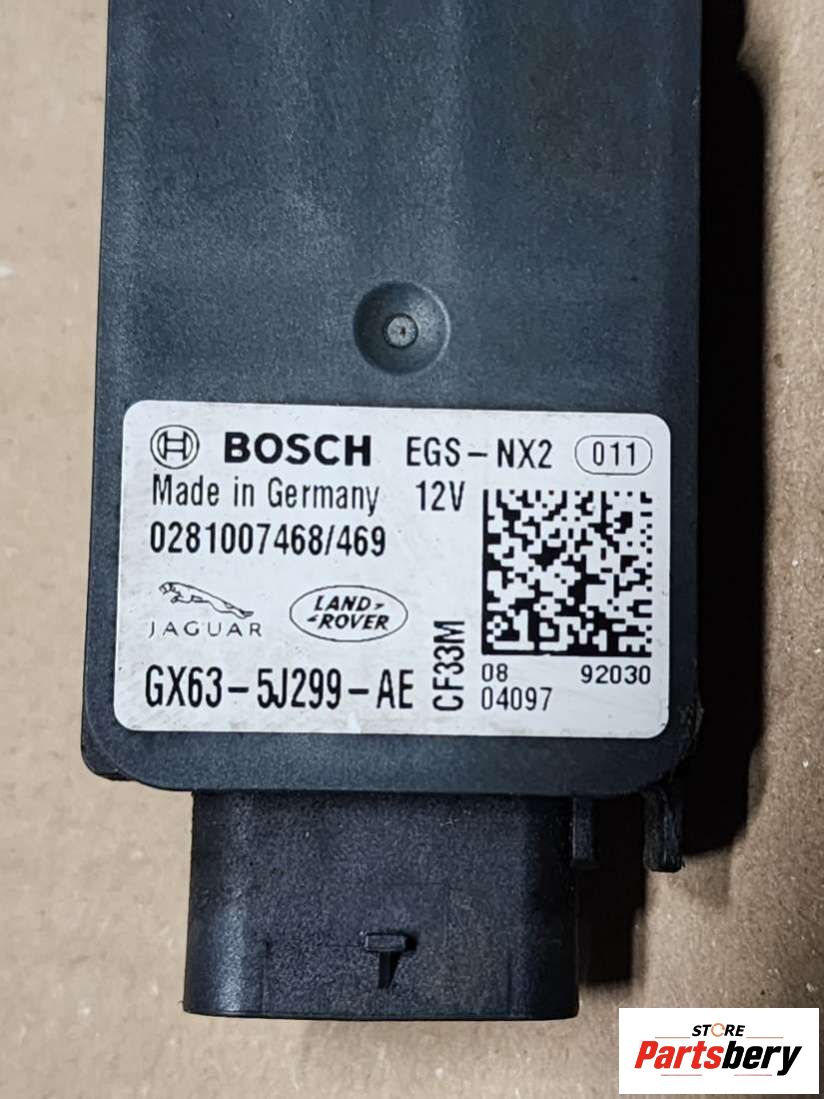 BOSCH EGS-NX2 011
Made in Germany 12V
0281007468/469
JAGUAR LAND ROVER
GX63-5J299-AE
CF33M
08 92030
04097
STORE
Partsbery